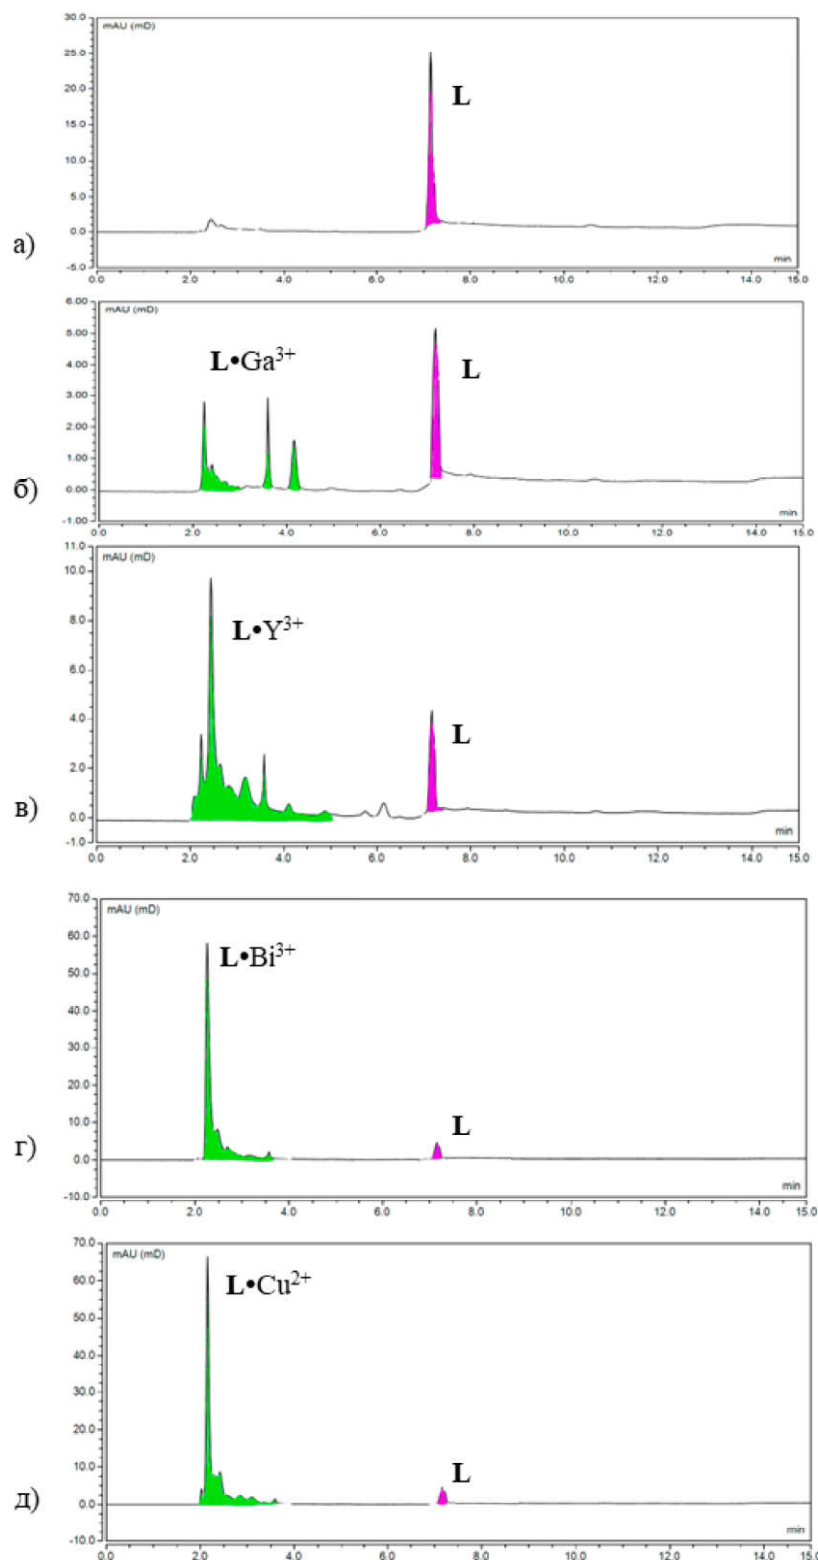 30.0
mAU (mD)
25.0
20.0
15.0
10.0
5.0
0.0
-5.0
L
min
0.0 2.0 4.0 6.0 8.0 10.0 12.0 14.0 15.0
а)
6.00
mAU (mD)
5.00
4.00
3.00
2.00
1.00
0.00
-1.00
L•Ga³⁺
L
min
0.0 2.0 4.0 6.0 8.0 10.0 12.0 14.0 15.0
б)
11.0
mAU (mD)
10.0
8.0
6.0
4.0
2.0
0.0
-1.0
L•Y³⁺
L
min
0.0 2.0 4.0 6.0 8.0 10.0 12.0 14.0 15.0
в)
70.0
mAU (mD)
60.0
50.0
40.0
30.0
20.0
10.0
0.0
-10.0
L•Bi³⁺
L
min
0.0 2.0 4.0 6.0 8.0 10.0 12.0 14.0 15.0
г)
70.0
mAU (mD)
60.0
50.0
40.0
30.0
20.0
10.0
0.0
-10.0
L•Cu²⁺
L
min
0.0 2.0 4.0 6.0 8.0 10.0 12.0 14.0 15.0
д)